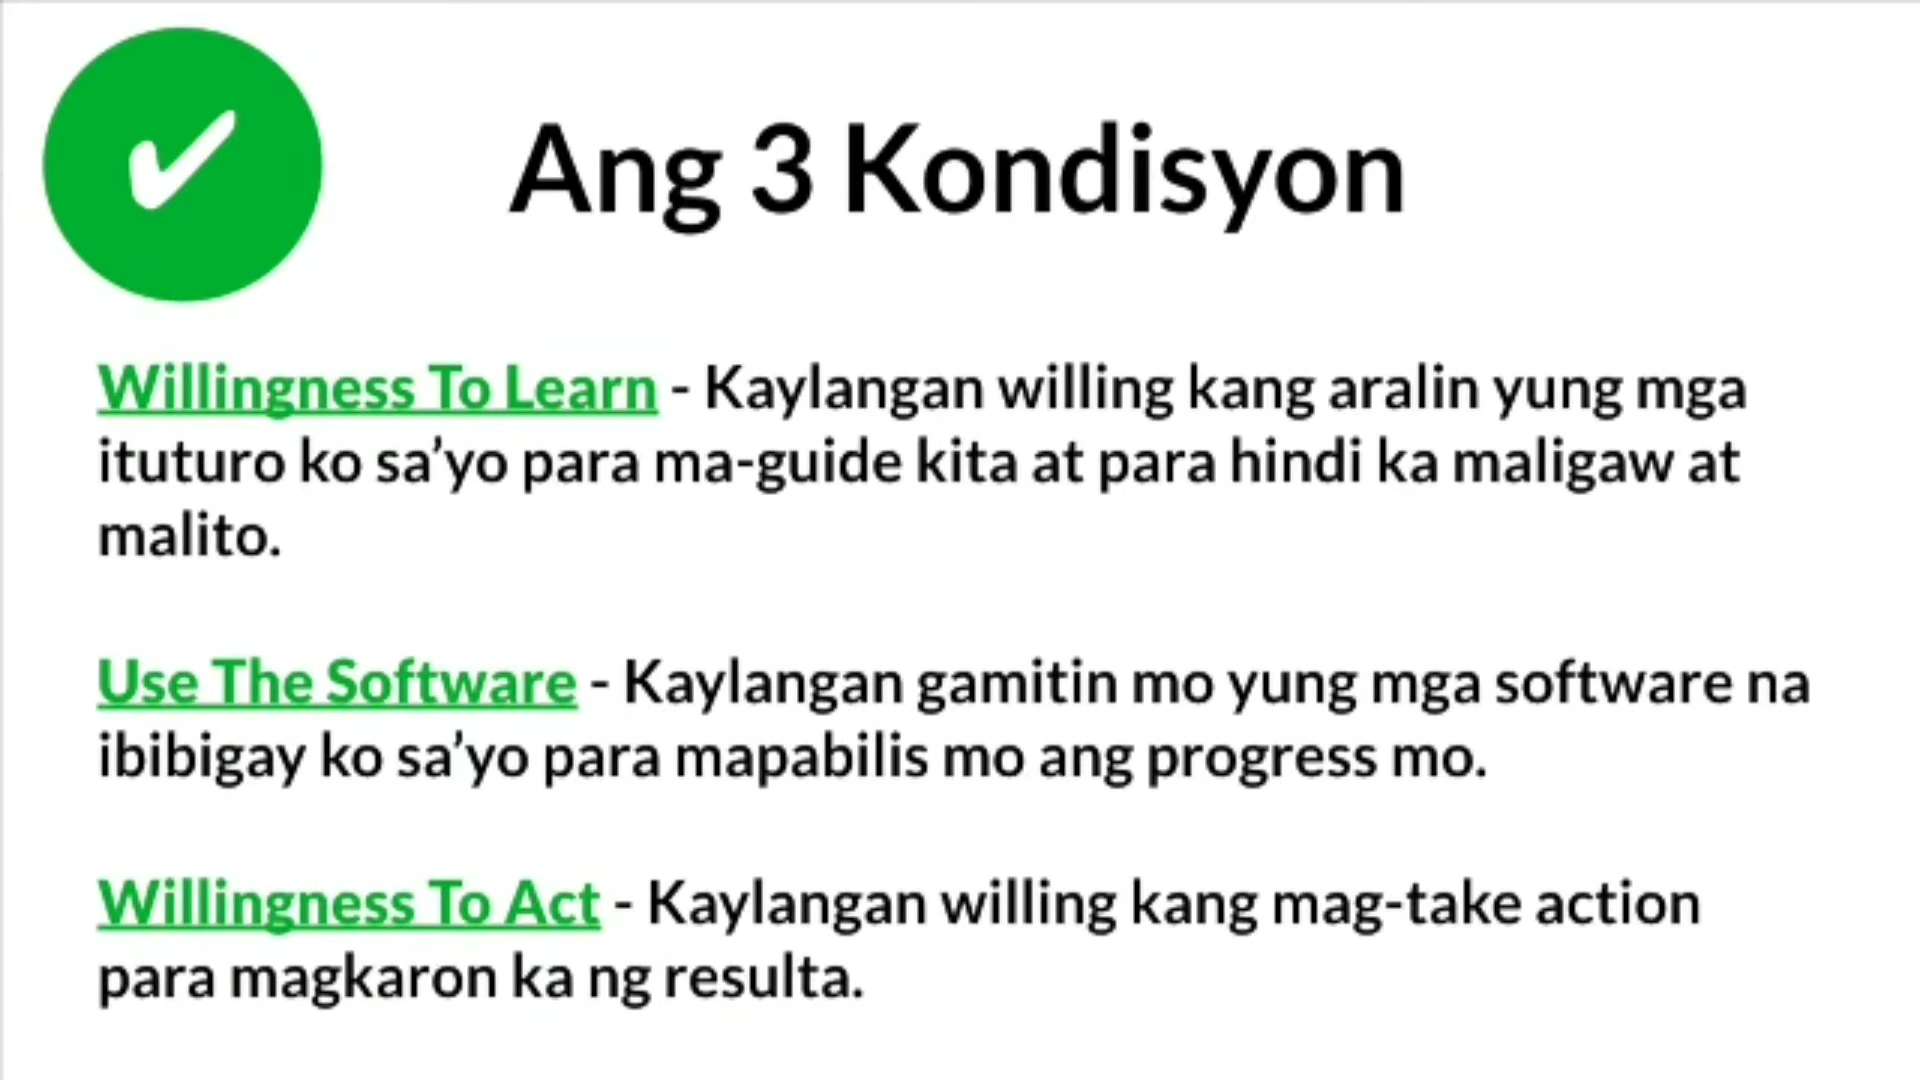 Ang 3 Kondisyon
Willingness To Learn - Kaylangan willing kang aralin yung mga
ituturo ko sa’yo para ma-guide kita at para hindi ka maligaw at
malito.
Use The Software - Kaylangan gamitin mo yung mga software na
ibibigay ko sa’yo para mapabilis mo ang progress mo.
Willingness To Act - Kaylangan willing kang mag-take action
para magkaron ka ng resulta.